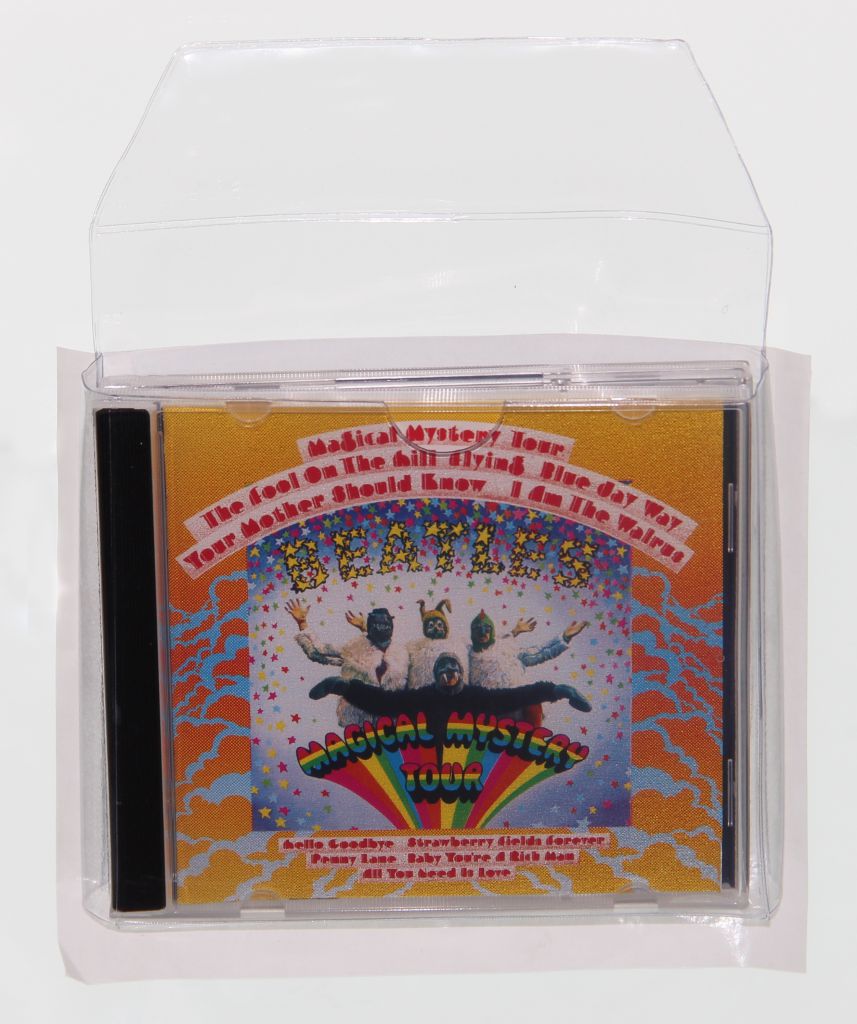 Magical Mystery Tour
The Fool On The Hill Flying Blue Jay Way
Your Mother Should Know I Am The Walrus
BEATLES
MAGICAL MYSTERY
TOUR
Hello Goodbye Strawberry Fields Forever
Penny Lane Baby You're A Rich Man
All You Need Is Love